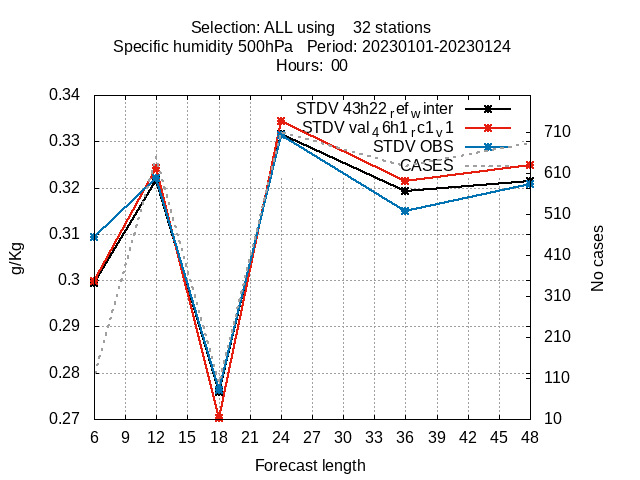 Selection: ALL using    32 stations
Specific humidity 500hPa   Period: 20230101-20230124
Hours:  00
0.34
0.33
0.32
0.31
0.3
0.29
0.28
0.27
g/Kg
STDV 43h22_ref_winter
STDV val_46h1_rc1_v1
STDV OBS
CASES
710
610
510
410
310
210
110
10
No cases
6 9 12 15 18 21 24 27 30 33 36 39 42 45 48
Forecast length